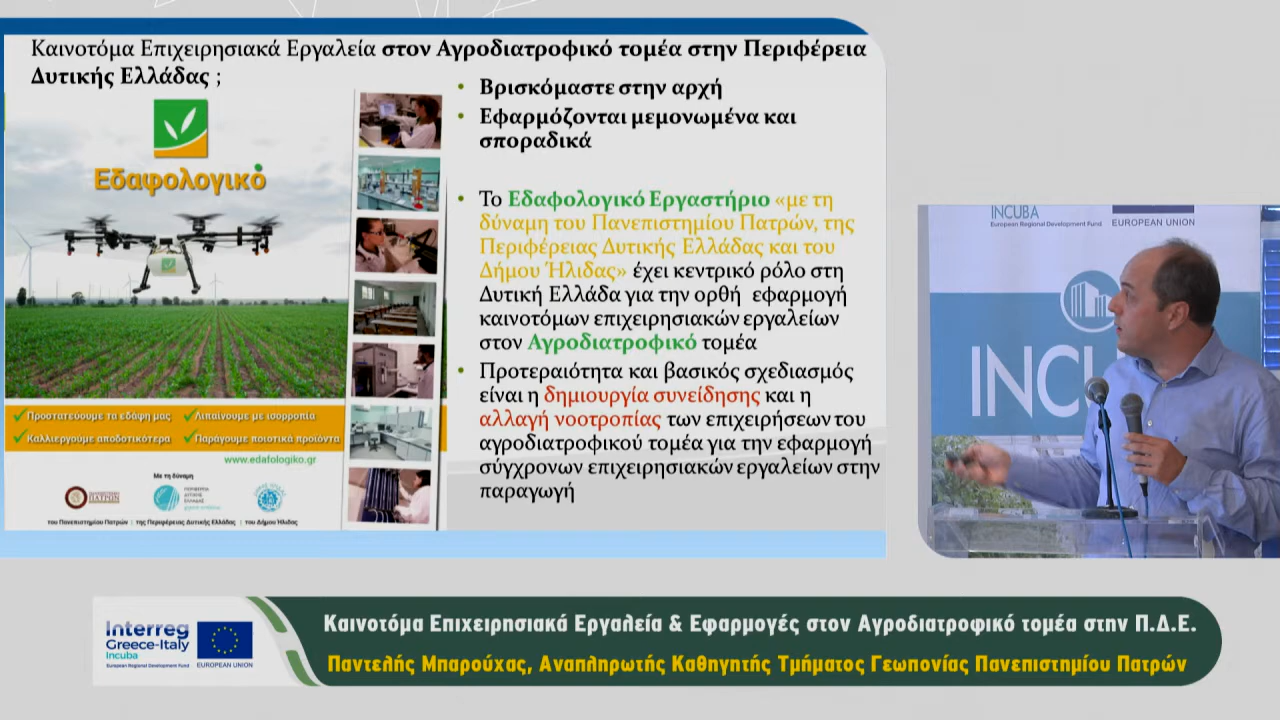 Καινοτόμα Επιχειρησιακά Εργαλεία στον Αγροδιατροφικό τομέα στην Περιφέρεια
Δυτικής Ελλάδας ;
Εδαφολογικό
Προστατεύουμε τα εδάφη μας
Λιπαίνουμε με ισορροπία
Καλλιεργούμε αποδοτικότερα
Παράγουμε ποιοτικά προϊόντα
www.edafologiko.gr
Με τη δύναμη
του Πανεπιστημίου Πατρών | της Περιφέρειας Δυτικής Ελλάδας | του Δήμου Ήλιδας
• Βρισκόμαστε στην αρχή
• Εφαρμόζονται μεμονωμένα και
σποραδικά
• Το Εδαφολογικό Εργαστήριο «με τη
δύναμη του Πανεπιστημίου Πατρών, της
Περιφέρειας Δυτικής Ελλάδας και του
Δήμου Ήλιδας» έχει κεντρικό ρόλο στη
Δυτική Ελλάδα για την ορθή εφαρμογή
καινοτόμων επιχειρησιακών εργαλείων
στον Αγροδιατροφικό τομέα
• Προτεραιότητα και βασικός σχεδιασμός
είναι η δημιουργία συνείδησης και η
αλλαγή νοοτροπίας των επιχειρήσεων του
αγροδιατροφικού τομέα για την εφαρμογή
σύγχρονων επιχειρησιακών εργαλείων στην
παραγωγή
INCUBA
European Regional Development Fund
EUROPEAN UNION
INCU
Interreg
Greece-Italy
Incuba
European Regional Development Fund
EUROPEAN UNION
Καινοτόμα Επιχειρησιακά Εργαλεία & Εφαρμογές στον Αγροδιατροφικό τομέα στην Π.Δ.Ε.
Παντελής Μπαρούχας, Αναπληρωτής Καθηγητής Τμήματος Γεωπονίας Πανεπιστημίου Πατρών